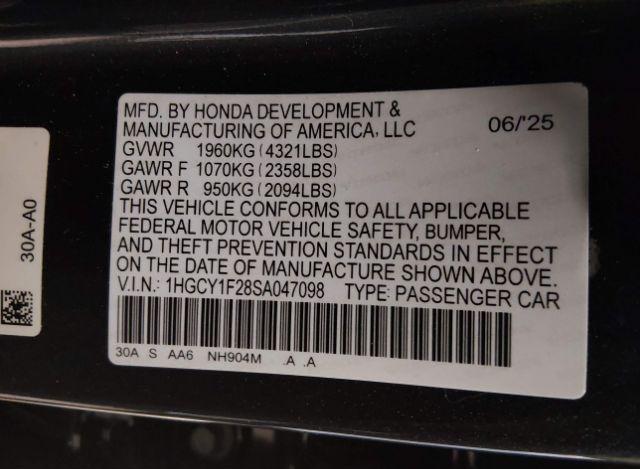 MFD. BY HONDA DEVELOPMENT &
MANUFACTURING OF AMERICA, LLC 06/'25
GVWR 1960KG (4321LBS)
GAWR F 1070KG (2358LBS)
GAWR R 950KG (2094LBS)
THIS VEHICLE CONFORMS TO ALL APPLICABLE
FEDERAL MOTOR VEHICLE SAFETY, BUMPER,
AND THEFT PREVENTION STANDARDS IN EFFECT
ON THE DATE OF MANUFACTURE SHOWN ABOVE.
V.I.N.: 1HGCY1F28SA047098 TYPE: PASSENGER CAR
30A S AA6 NH904M .A .A
30A-A0